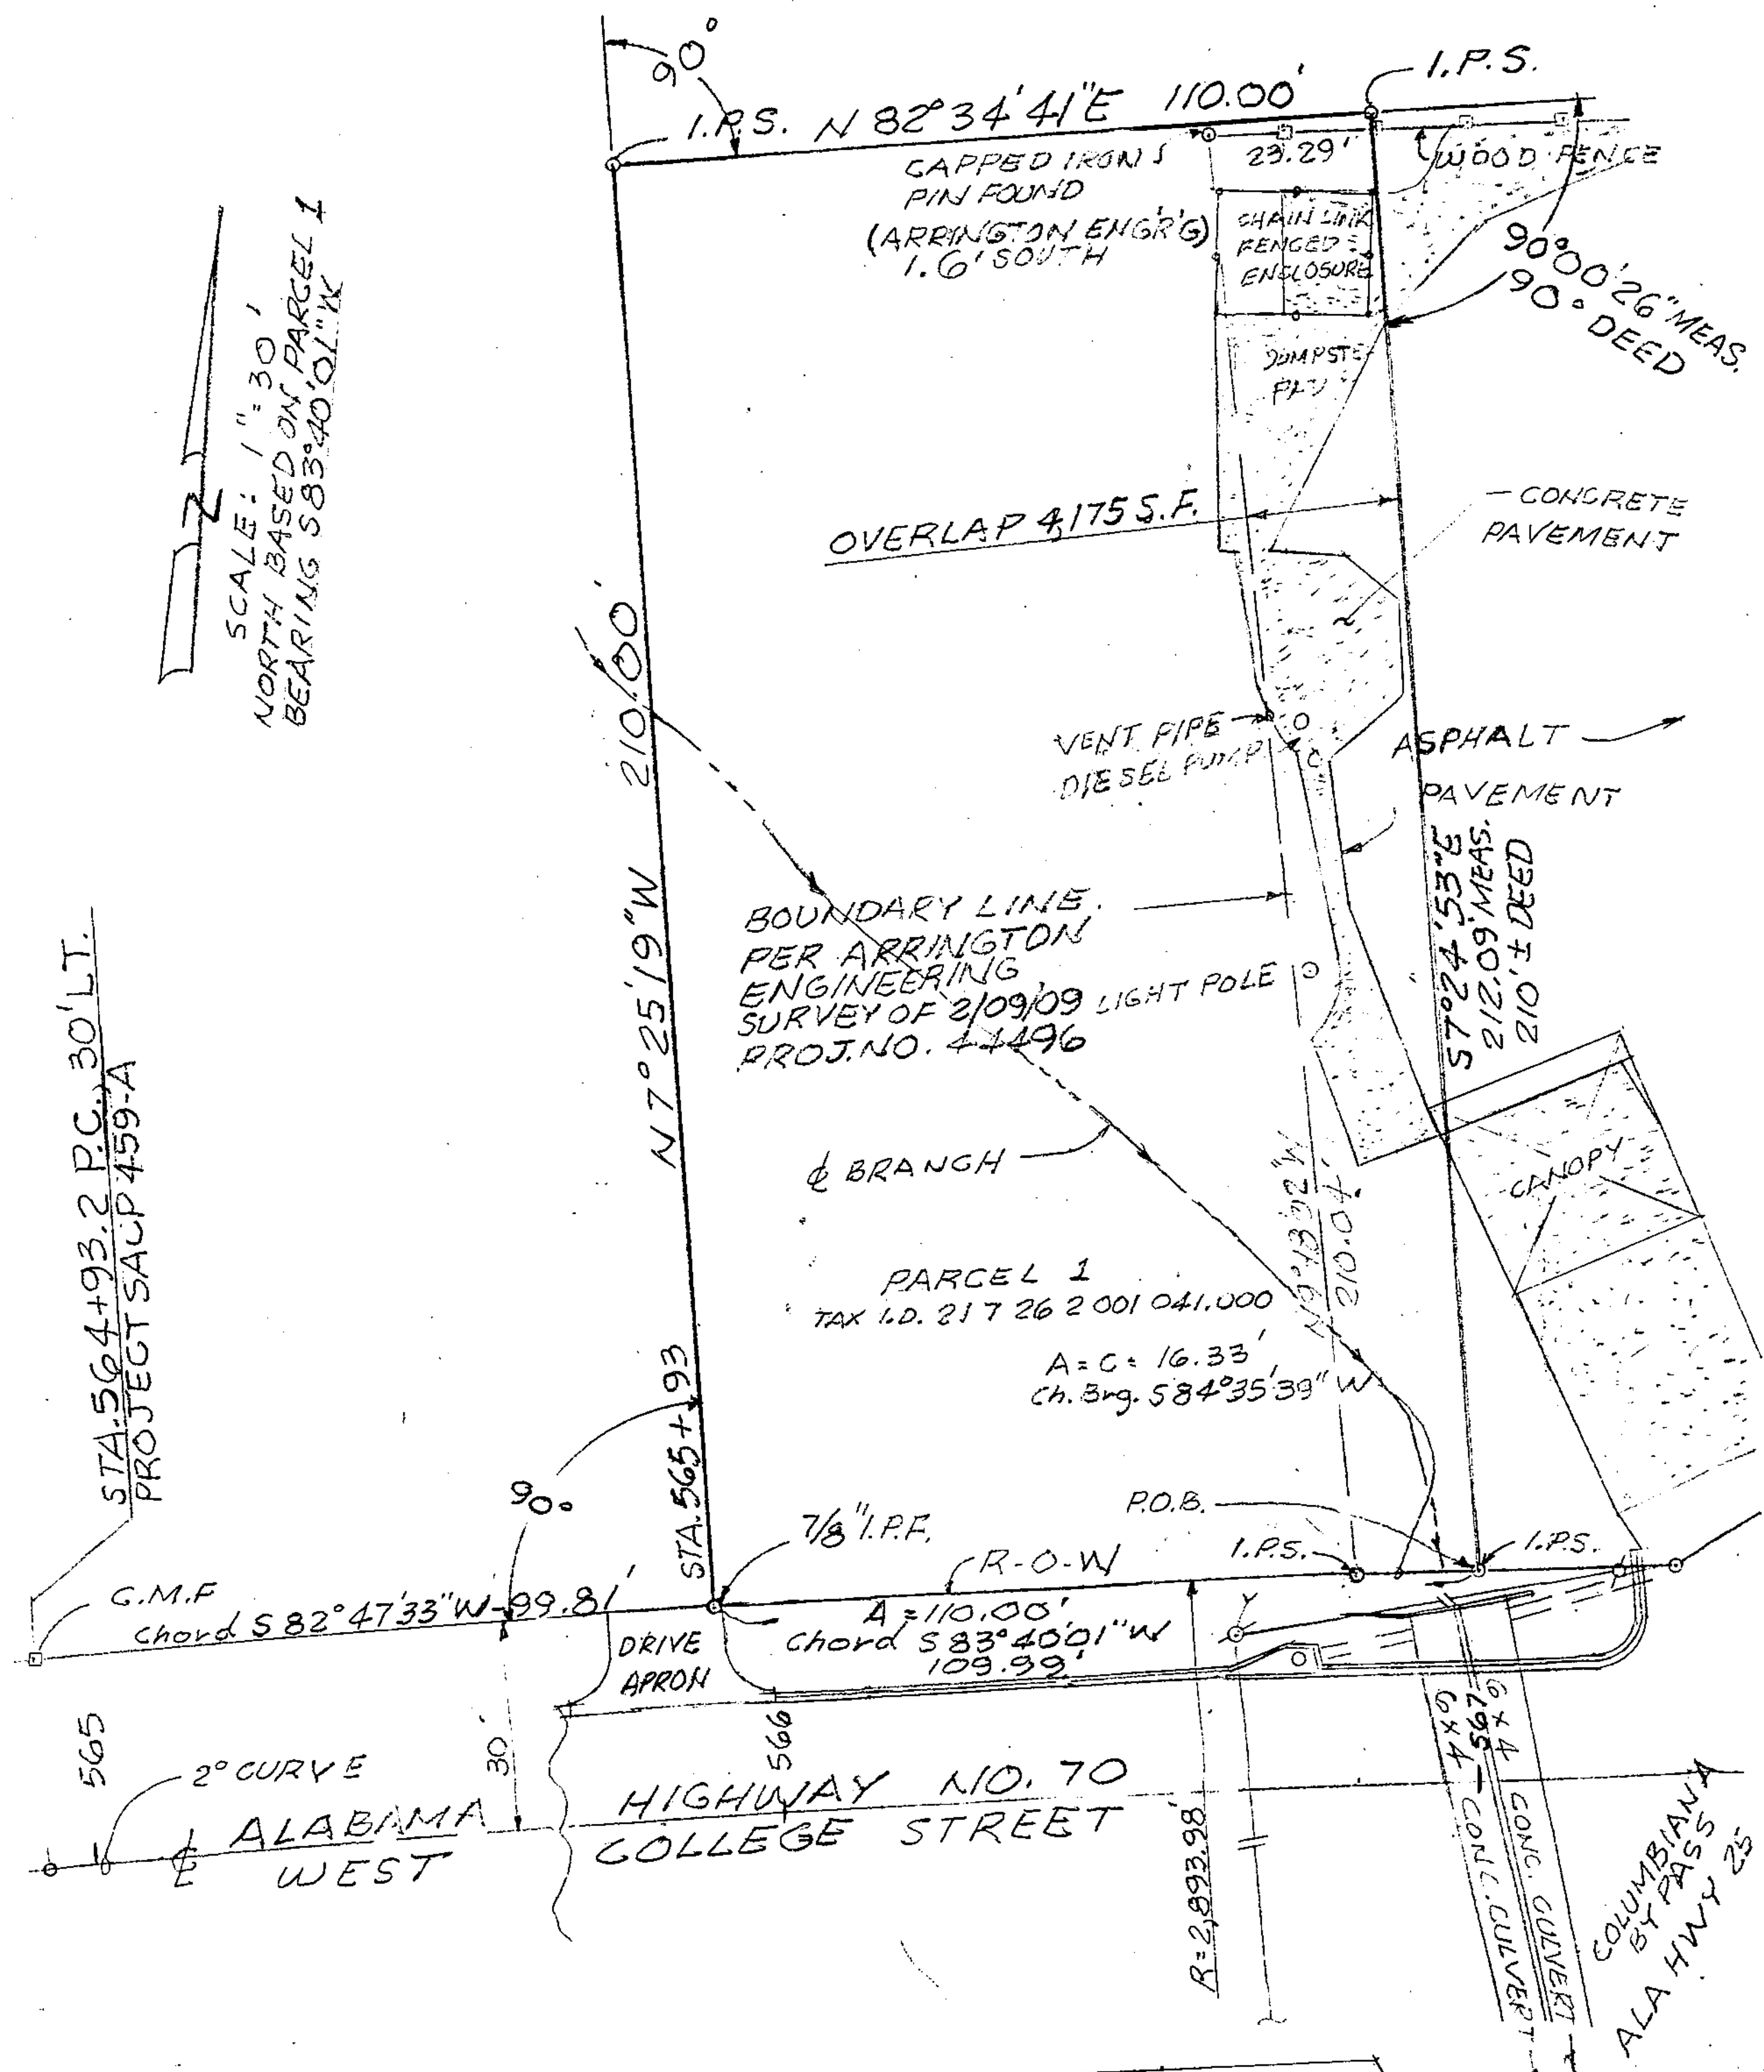 90°
I.P.S.
I.P.S. N 82°34'41"E 110.00'
CAPPED IRON
PIN FOUND
(ARRINGTON ENGR'G)
1.6' SOUTH
23.29'
WOOD FENCE
CHAIN LINK
FENCED
ENCLOSURE
90°00'26" MEAS.
90° DEED
SCALE: 1"=30'
NORTH BASED ON PARCEL 1
BEARING S83°40'01"W
DUMPSTER
PAD
OVERLAP 4,175 S.F.
CONCRETE
PAVEMENT
N 7°25'19"W 210.00'
VENT PIPE
DIESEL PUMP
ASPHALT
PAVEMENT
BOUNDARY LINE
PER ARRINGTON
ENGINEERING
SURVEY OF 2/09/09
PROJ. NO. 44496
LIGHT POLE
S7°24'53"E
212.09' MEAS.
210'± DEED
STA. 564+93.2 P.C., 30' LT.
PROJECT SACP 459-A
℄ BRANCH
CANOPY
210.04'
PARCEL 1
TAX I.D. 21 7 26 2 001 041.000
A = C = 16.33'
Ch. Brg. S84°35'39"W
STA. 565+93
90°
7/8" I.P.F.
P.O.B.
R-O-W
I.P.S.
I.P.S.
C.M.F
Chord S 82°47'33"W-99.81'
A = 110.00'
Chord S 83°40'01"W
109.99'
DRIVE
APRON
565
2° CURVE
30'
566
567
6 x 4 CONC. CULVERT
6 x 4 CONC. CULVERT
℄ ALABAMA HIGHWAY NO. 70
WEST COLLEGE STREET
R=2,893.98'
COLUMBIANA
BY PASS
ALA HWY 25